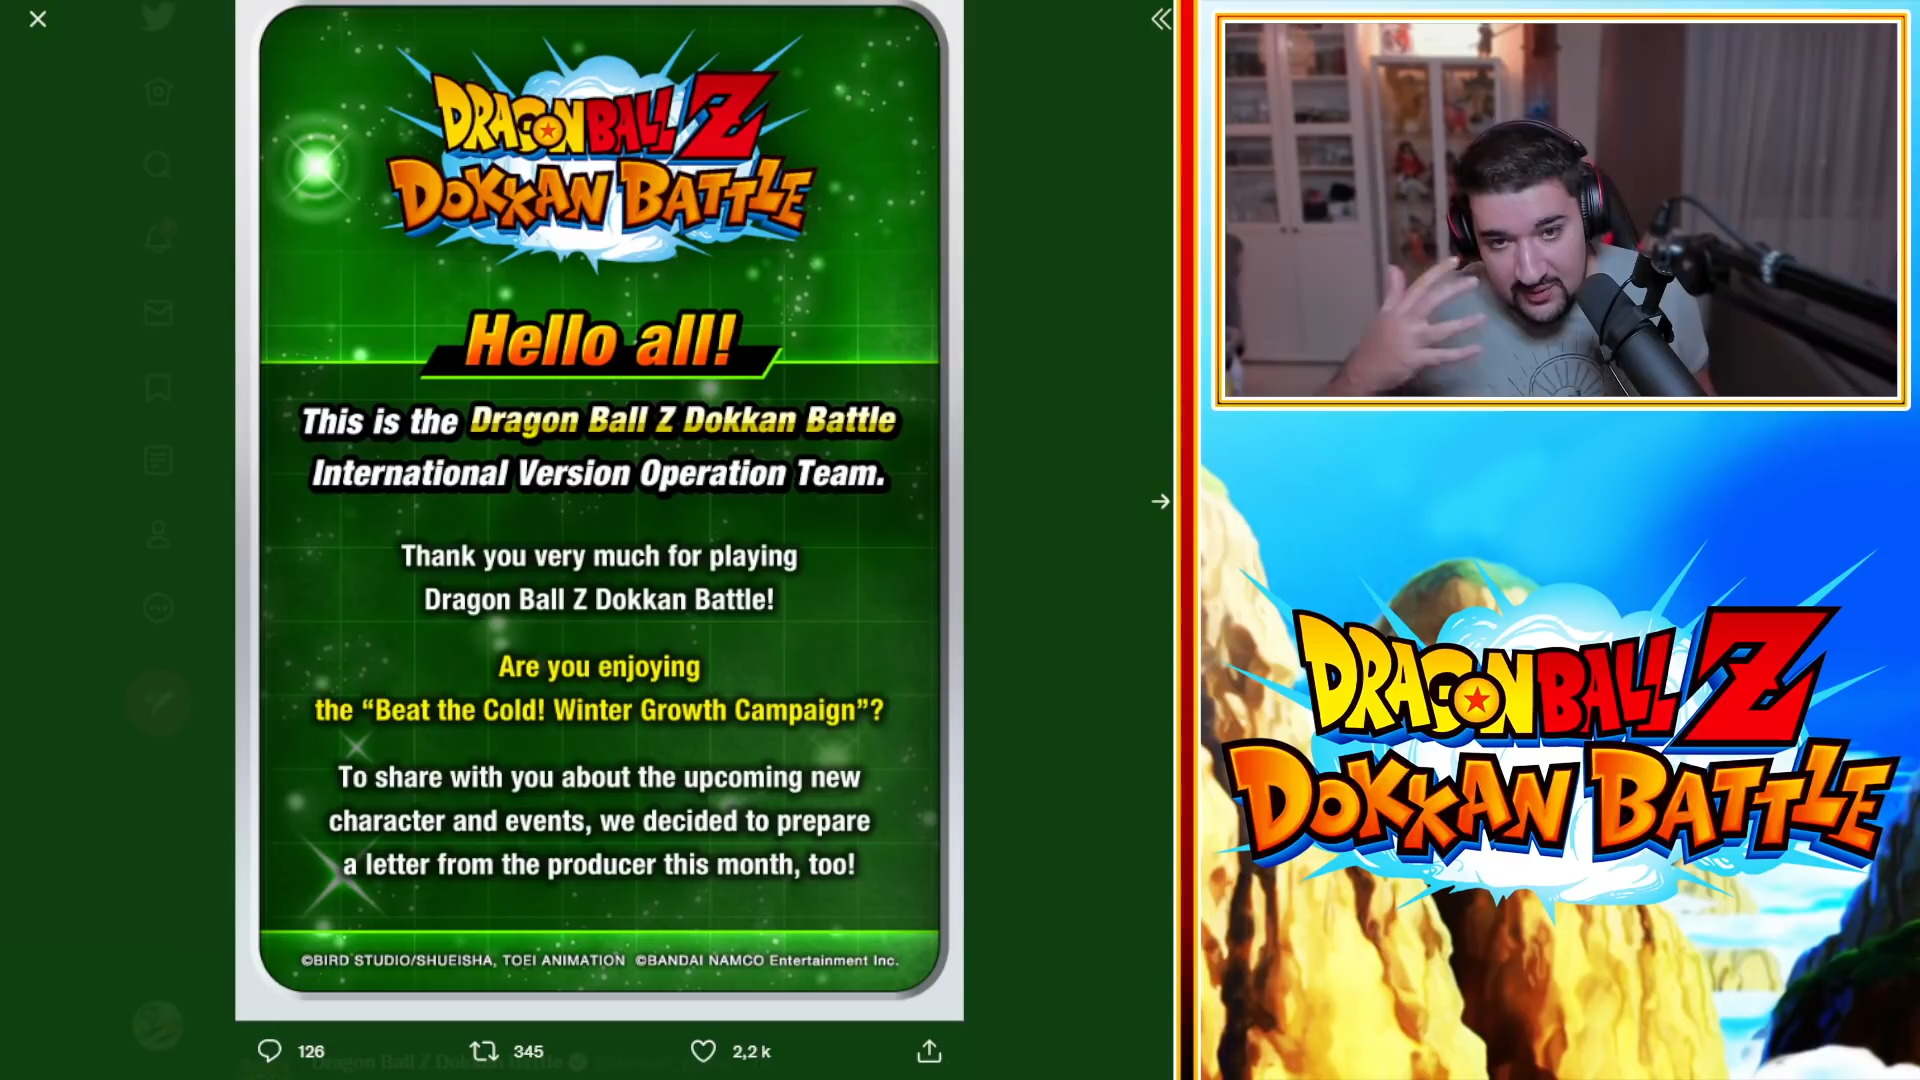 DRAGON BALL Z
DOKKAN BATTLE
Hello all!
This is the Dragon Ball Z Dokkan Battle
International Version Operation Team.
Thank you very much for playing
Dragon Ball Z Dokkan Battle!
Are you enjoying
the “Beat the Cold! Winter Growth Campaign”?
To share with you about the upcoming new
character and events, we decided to prepare
a letter from the producer this month, too!
©BIRD STUDIO/SHUEISHA, TOEI ANIMATION ©BANDAI NAMCO Entertainment Inc.
126 345 2,2 k
Dragon Ball Z Dokkan Battle
DRAGON BALL Z
DOKKAN BATTLE